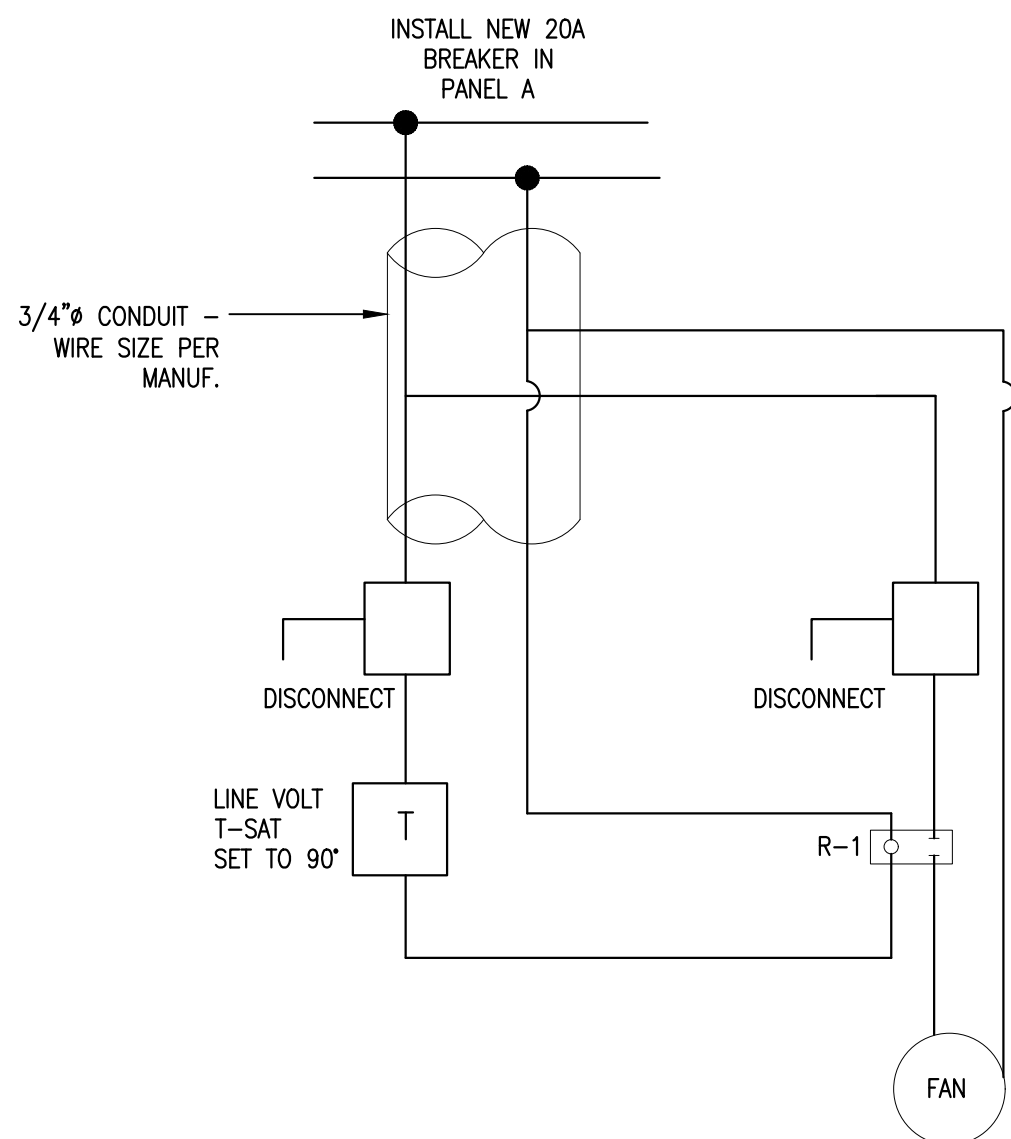 INSTALL NEW 20A
BREAKER IN
PANEL A
3/4"ø CONDUIT -
WIRE SIZE PER
MANUF.
DISCONNECT
DISCONNECT
LINE VOLT
T-SAT
SET TO 90°
T
R-1
FAN